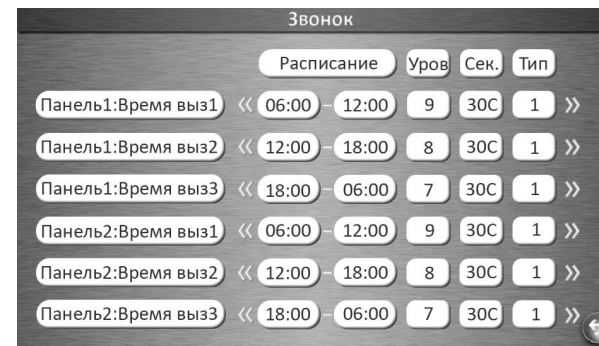 Звонок
Расписание Уров Сек. Тип
Панель1:Время выз1 « 06:00 – 12:00 9 30С 1 »
Панель1:Время выз2 « 12:00 – 18:00 8 30С 1 »
Панель1:Время выз3 « 18:00 – 06:00 7 30С 1 »
Панель2:Время выз1 « 06:00 – 12:00 9 30С 1 »
Панель2:Время выз2 « 12:00 – 18:00 8 30С 1 »
Панель2:Время выз3 « 18:00 – 06:00 7 30С 1 »